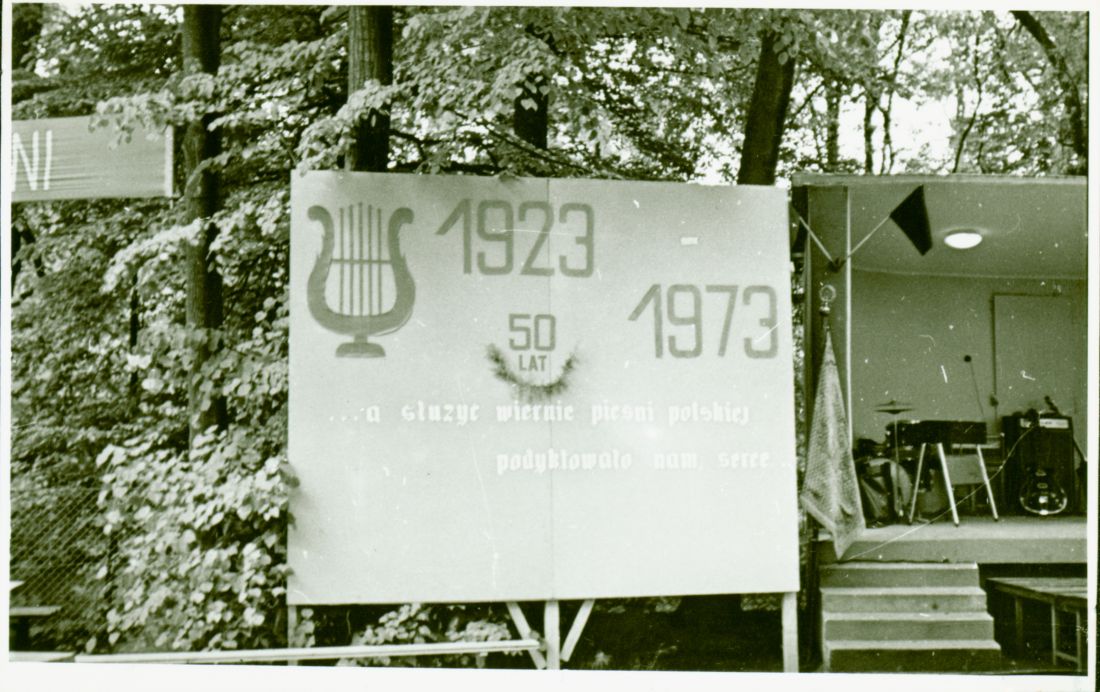 NI
1923
1973
50
LAT
...a służyć wiernie pieśni polskiej
podyktowało nam, serce...